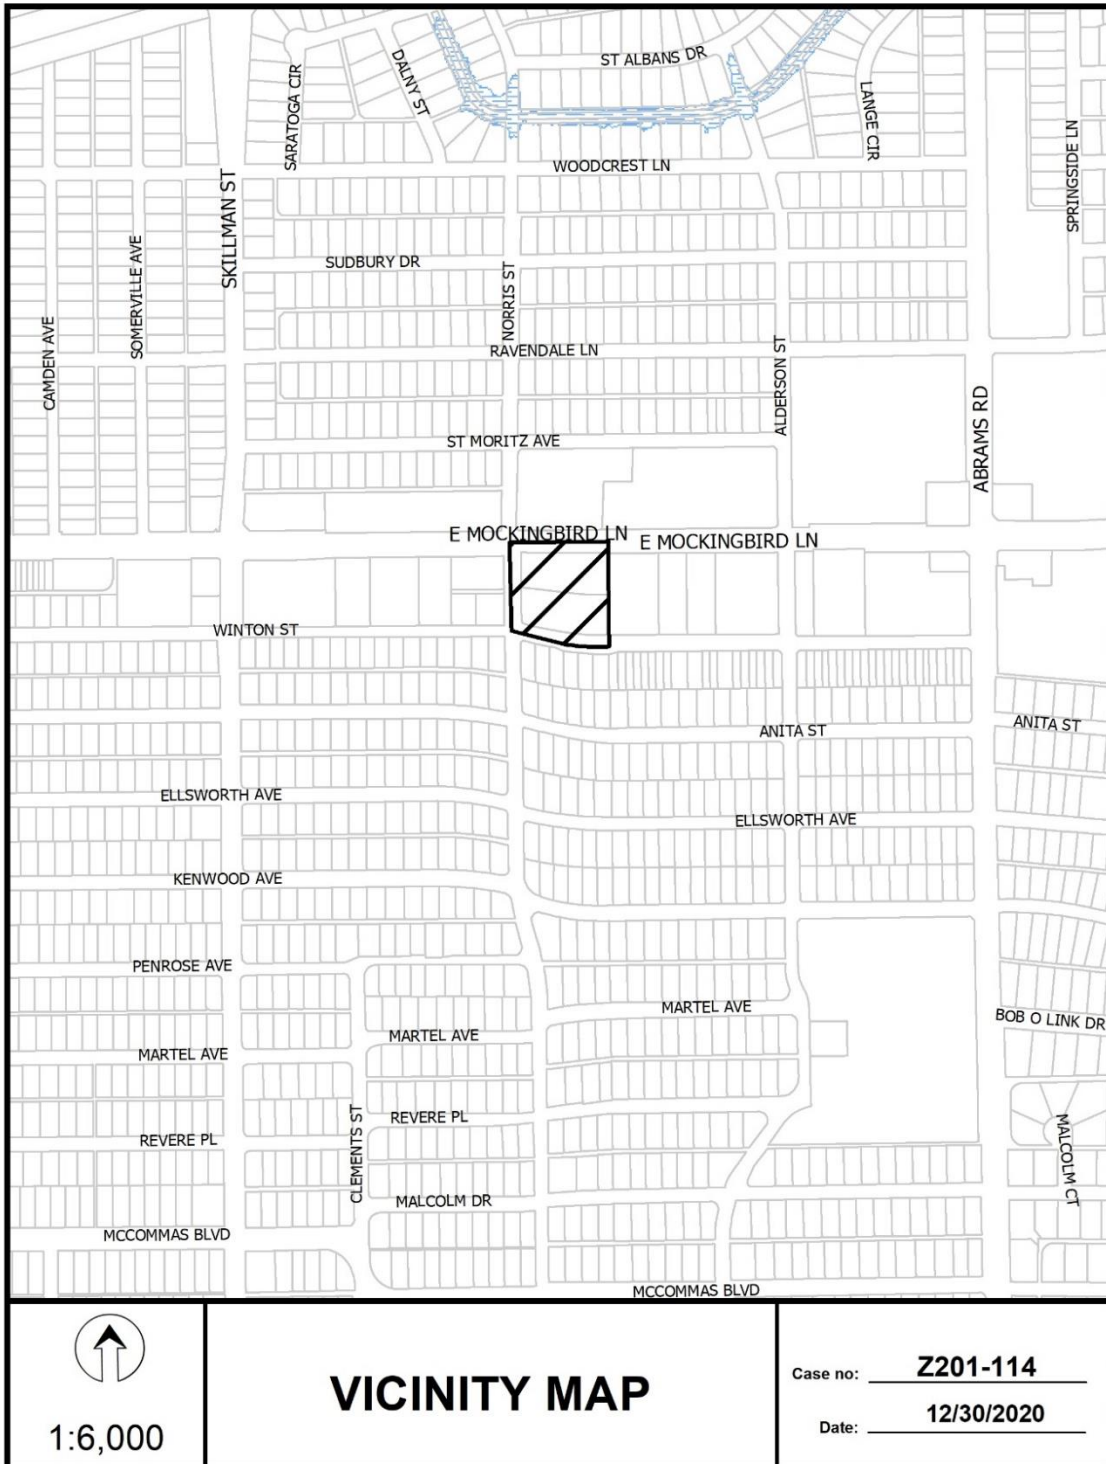 ST ALBANS DR
DALNY ST
SARATOGA CIR
LANGE CIR
SPRINGSIDE LN
WOODCREST LN
SKILLMAN ST
SUDBURY DR
SOMERVILLE AVE
NORRIS ST
CAMDEN AVE
RAVENDALE LN
ALDERSON ST
ABRAMS RD
ST MORITZ AVE
E MOCKINGBIRD LN
E MOCKINGBIRD LN
WINTON ST
ANITA ST
ANITA ST
ELLSWORTH AVE
ELLSWORTH AVE
KENWOOD AVE
PENROSE AVE
MARTEL AVE
BOB O LINK DR
MARTEL AVE
MARTEL AVE
REVERE PL
REVERE PL
CLEMENTS ST
MALCOLM CT
MALCOLM DR
MCCOMMAS BLVD
MCCOMMAS BLVD
1:6,000
VICINITY MAP
Case no: Z201-114
Date: 12/30/2020